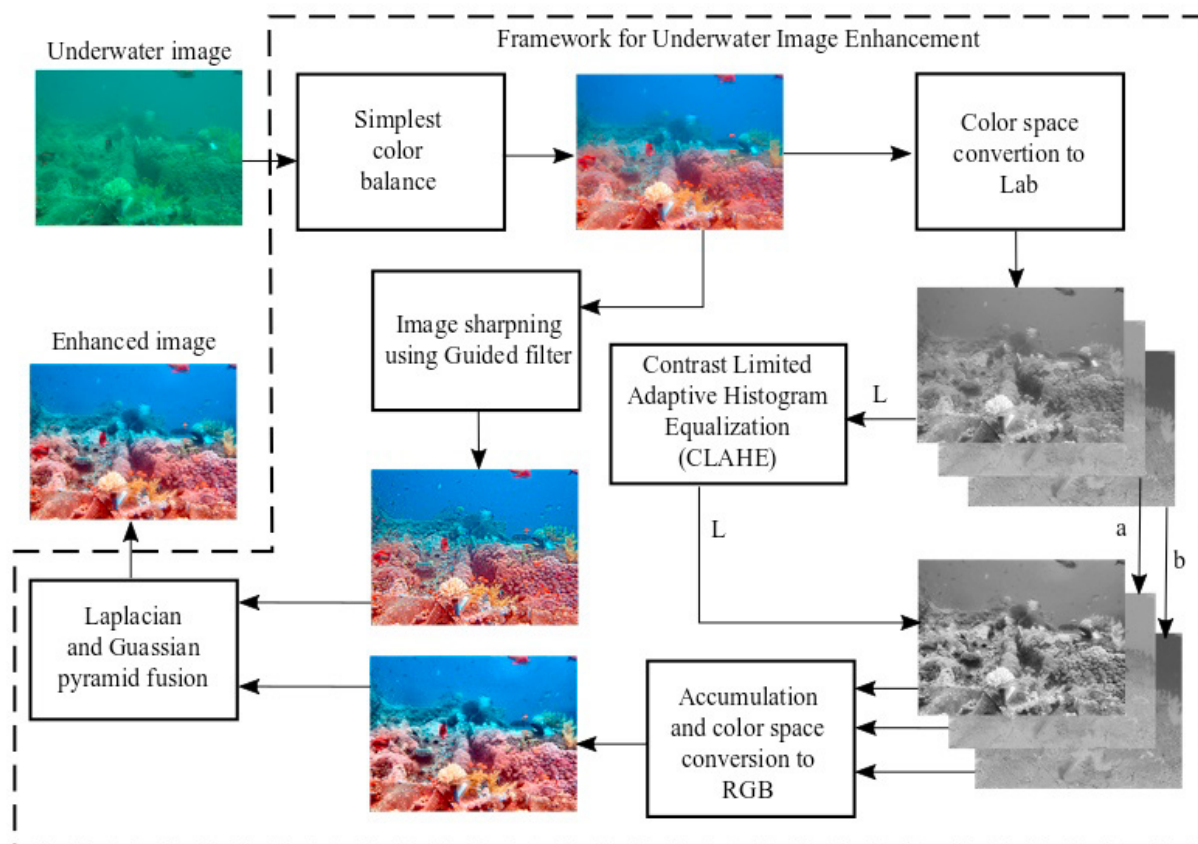 Framework for Underwater Image Enhancement
Underwater image
Simplest
color
balance
Color space
convertion to
Lab
Image sharpning
using Guided filter
Enhanced image
Contrast Limited
Adaptive Histogram
Equalization
(CLAHE)
L
L
a
b
Laplacian
and Guassian
pyramid fusion
Accumulation
and color space
conversion to
RGB